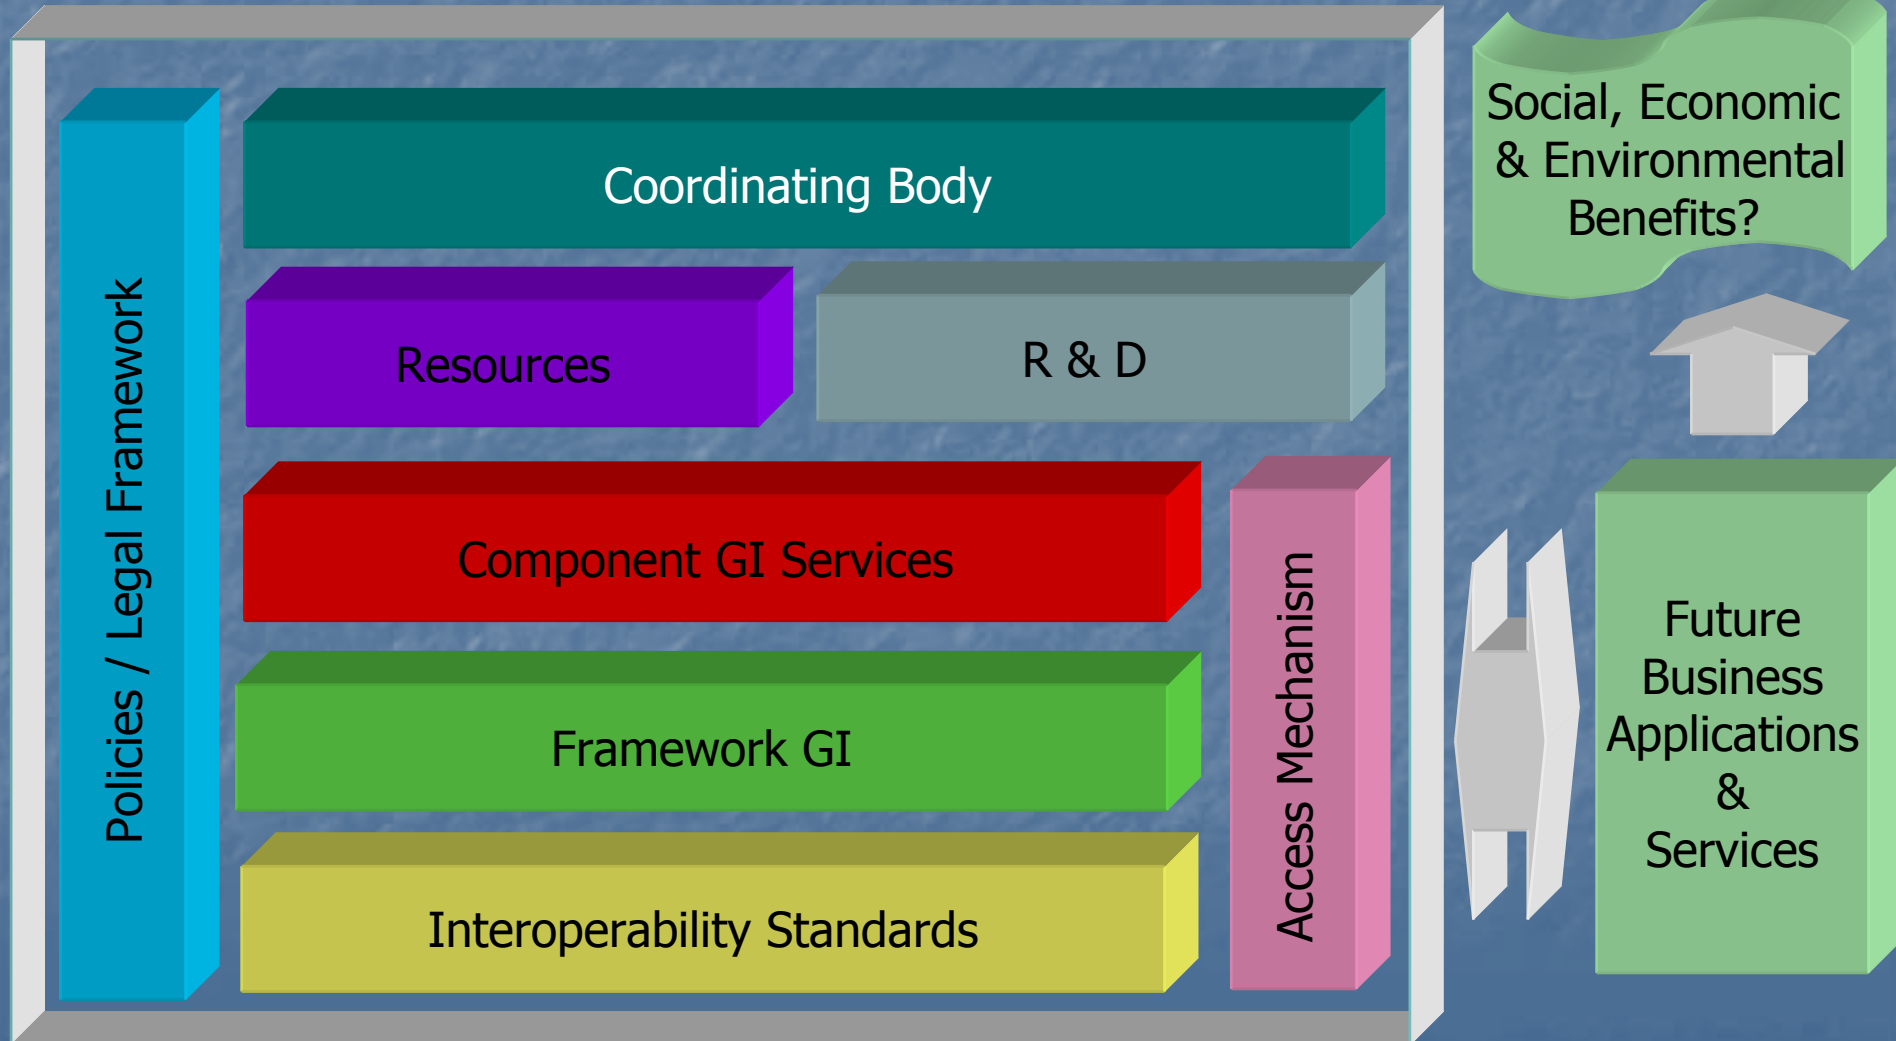 Policies / Legal Framework
Coordinating Body
Resources
R & D
Component GI Services
Framework GI
Interoperability Standards
Access Mechanism
Social, Economic
& Environmental
Benefits?
Future
Business
Applications
&
Services